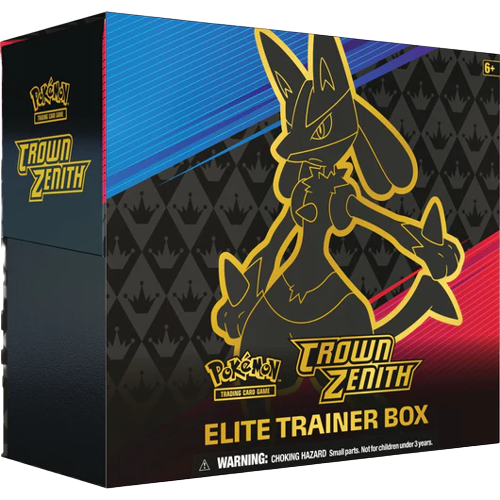 POKéMON
TRADING CARD GAME
CROWN
ZENITH
6+
POKéMON
TRADING CARD GAME
CROWN
ZENITH
ELITE TRAINER BOX
WARNING: CHOKING HAZARD Small parts. Not for children under 3 years.